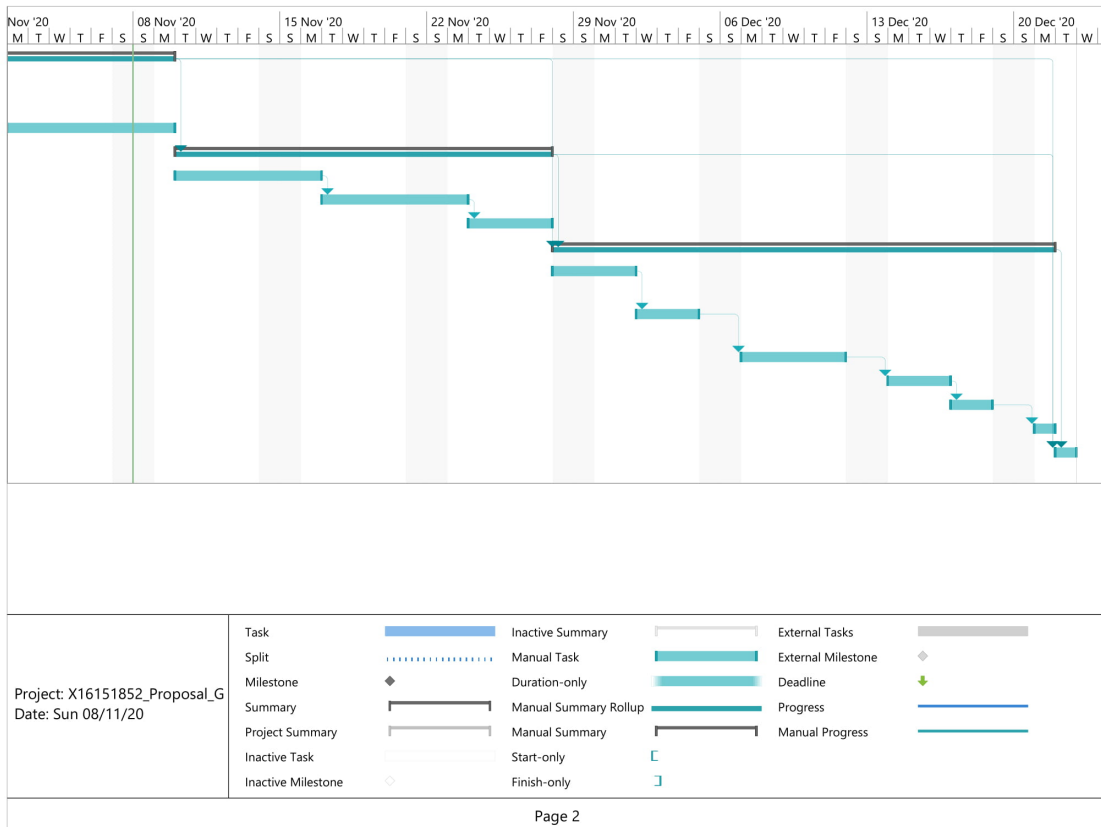 Nov '20 08 Nov '20 15 Nov '20 22 Nov '20 29 Nov '20 06 Dec '20 13 Dec '20 20 Dec '20
M T W T F S S M T W T F S S M T W T F S S M T W T F S S M T W T F S S M T W T F S S M T W T F S S M T W
Task Inactive Summary External Tasks
Split Manual Task External Milestone
Milestone Duration-only Deadline
Project: X16151852_Proposal_G
Date: Sun 08/11/20
Summary Manual Summary Rollup Progress
Project Summary Manual Summary Manual Progress
Inactive Task Start-only
Inactive Milestone Finish-only
Page 2